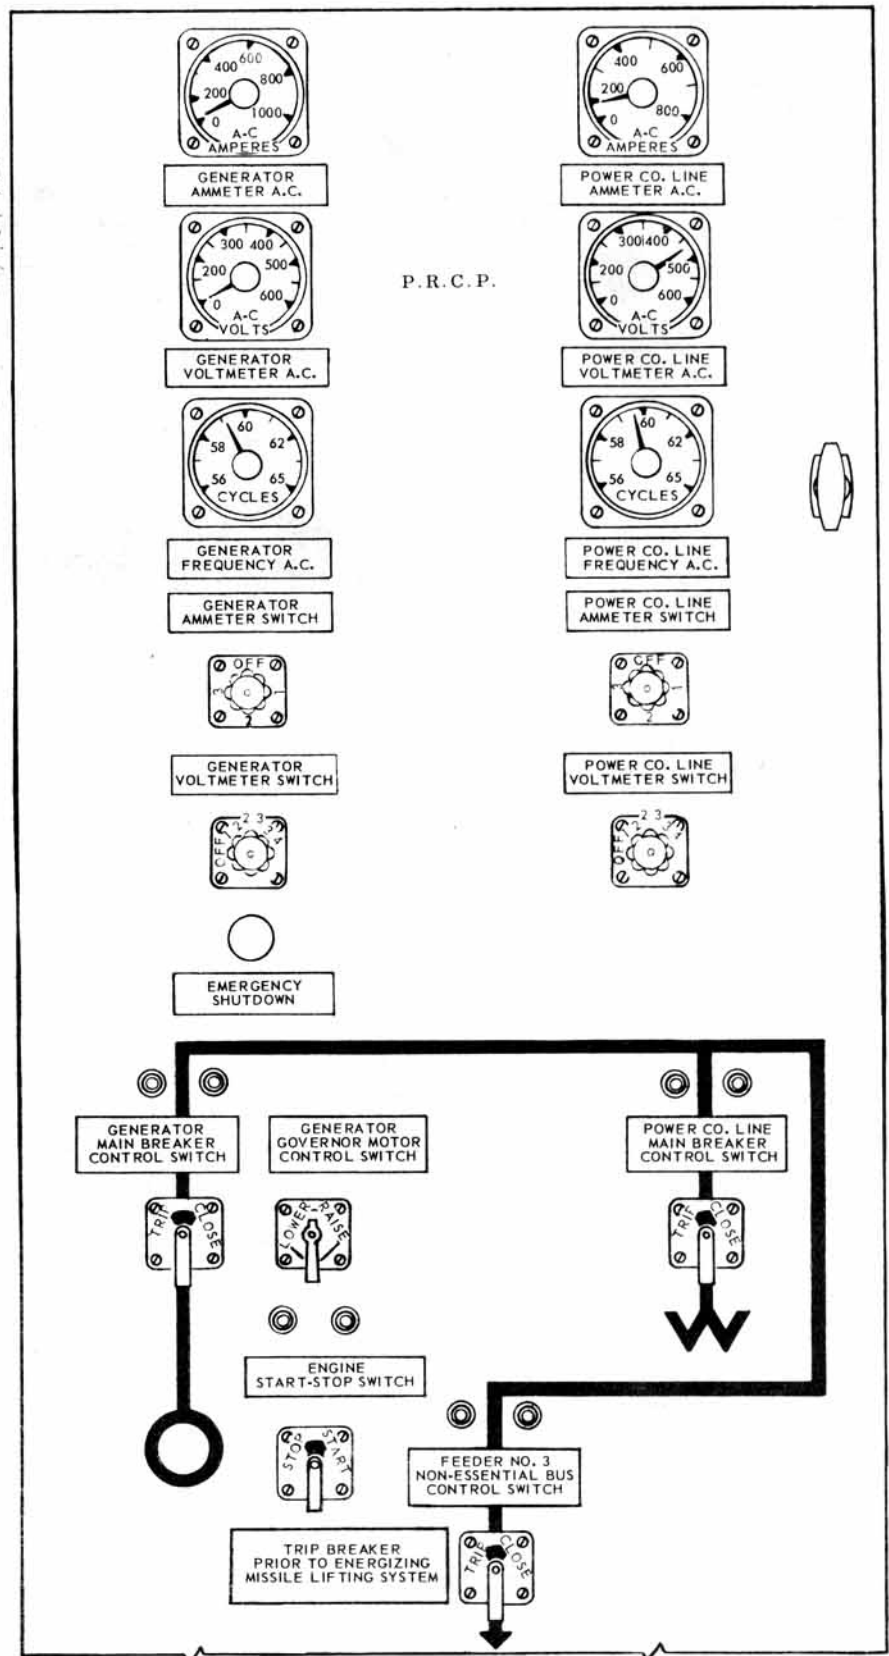 600
400
800
200
1000
0
A-C
AMPERES
GENERATOR
AMMETER A.C.
400
600
200
800
0
A-C
AMPERES
POWER CO. LINE
AMMETER A.C.
300 400
200
500
0
600
A-C
VOLTS
GENERATOR
VOLTMETER A.C.
P.R.C.P.
300 400
200
500
0
600
A-C
VOLTS
POWER CO. LINE
VOLTMETER A.C.
60
58
62
56
65
CYCLES
GENERATOR
FREQUENCY A.C.
60
58
62
56
65
CYCLES
POWER CO. LINE
FREQUENCY A.C.
GENERATOR
AMMETER SWITCH
POWER CO. LINE
AMMETER SWITCH
OFF
3
1
2
OFF
3
1
2
GENERATOR
VOLTMETER SWITCH
POWER CO. LINE
VOLTMETER SWITCH
OFF 1 2 2 3 3 4
OFF 1 2 2 3 3 4
EMERGENCY
SHUTDOWN
GENERATOR
MAIN BREAKER
CONTROL SWITCH
GENERATOR
GOVERNOR MOTOR
CONTROL SWITCH
POWER CO. LINE
MAIN BREAKER
CONTROL SWITCH
TRIP CLOSE
LOWER-RAISE
TRIP CLOSE
ENGINE
START-STOP SWITCH
STOP START
FEEDER NO. 3
NON-ESSENTIAL BUS
CONTROL SWITCH
TRIP BREAKER
PRIOR TO ENERGIZING
MISSILE LIFTING SYSTEM
TRIP CLOSE